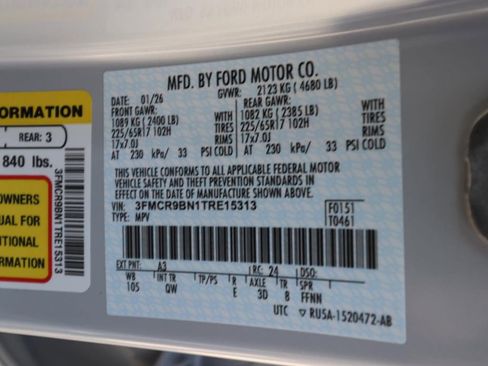 FORMATION
REAR: 3
840 lbs.
OWNERS
UAL FOR
ITIONAL
RMATION
3FMCR9BN1TRE15313
MFD. BY FORD MOTOR CO.
DATE: 01/26 GVWR: 2123 KG ( 4680 LB)
FRONT GAWR: REAR GAWR:
1089 KG ( 2400 LB) WITH 1082 KG ( 2385 LB) WITH
225/65R17 102H TIRES 225/65R17 102H TIRES
17x7.0J RIMS 17x7.0J RIMS
AT 230 kPa/ 33 PSI COLD AT 230 kPa/ 33 PSI COLD
THIS VEHICLE CONFORMS TO ALL APPLICABLE FEDERAL MOTOR
VEHICLE SAFETY AND THEFT PREVENTION STANDARDS IN
EFFECT ON THE DATE OF MANUFACTURE SHOWN ABOVE.
VIN: 3FMCR9BN1TRE15313 F0151
TYPE: MPV T0461
EXT PNT: A3 RC: 24 DSO:
WB INT TR TP/PS R AXLE TR SPR
105 QW E 3D 8 FFNN
UTC ▽ RU5A-1520472-AB